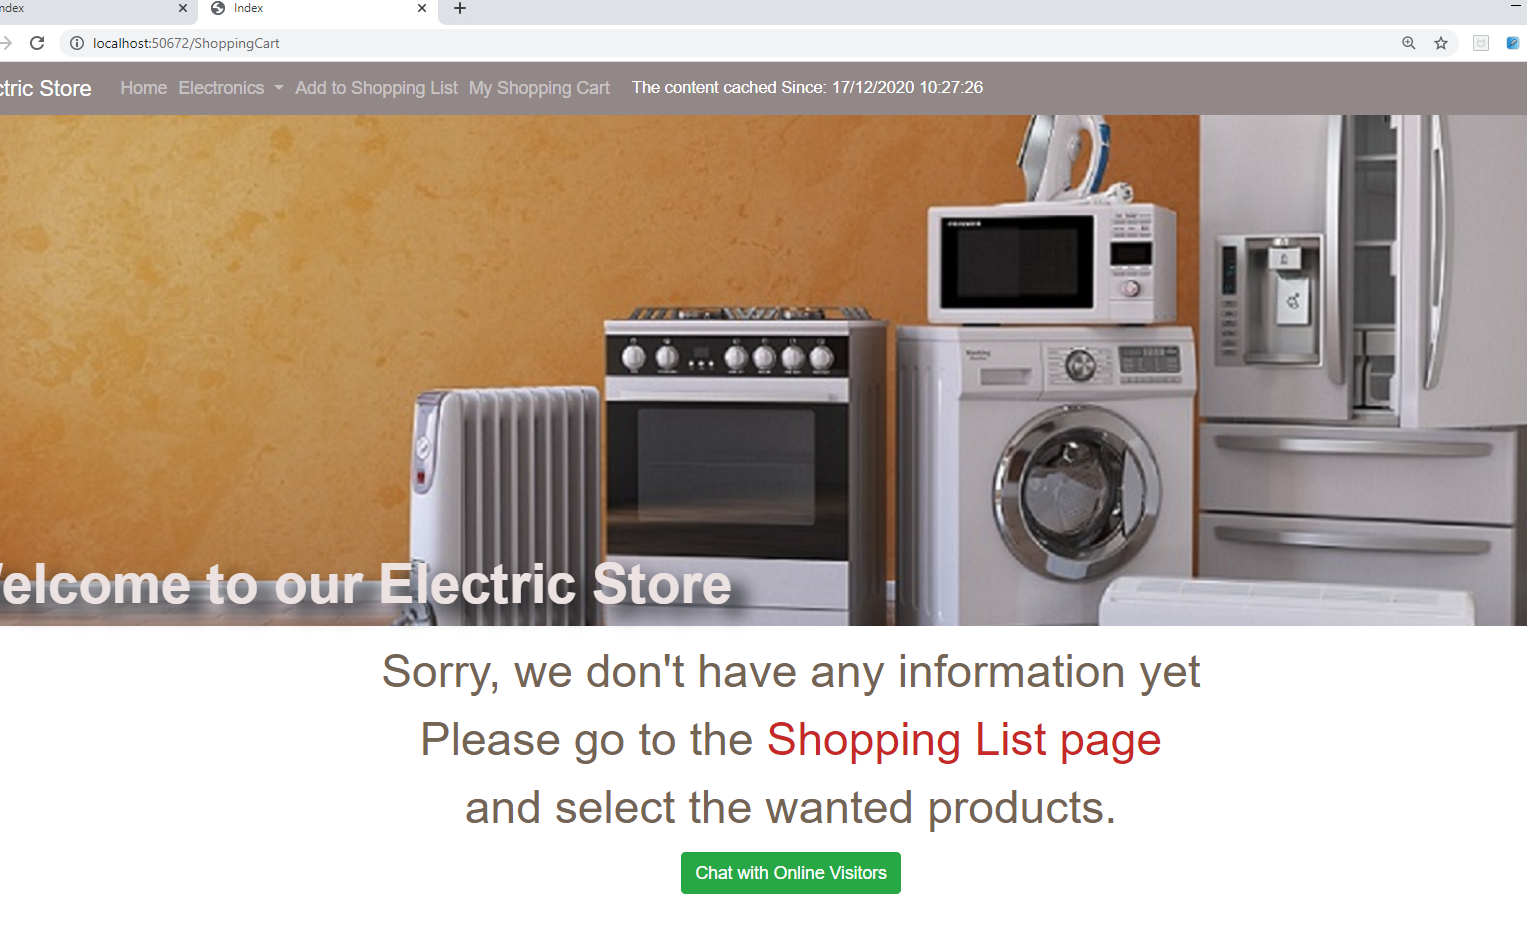 ndex
Index
localhost:50672/ShoppingCart
ctric Store
Home
Electronics
Add to Shopping List
My Shopping Cart
The content cached Since: 17/12/2020 10:27:26
elcome to our Electric Store
Sorry, we don't have any information yet
Please go to the Shopping List page
and select the wanted products.
Chat with Online Visitors